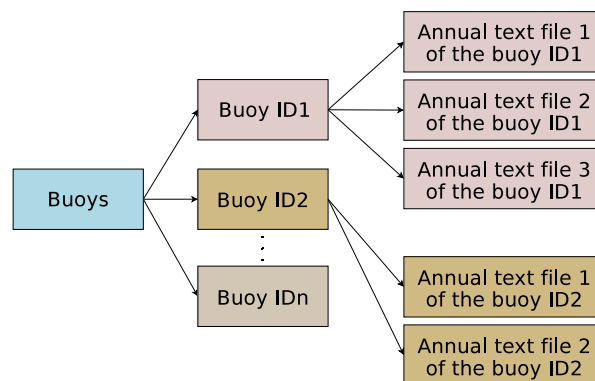 Buoys
Buoy ID1
Buoy ID2
Buoy IDn
Annual text file 1
of the buoy ID1
Annual text file 2
of the buoy ID1
Annual text file 3
of the buoy ID1
Annual text file 1
of the buoy ID2
Annual text file 2
of the buoy ID2